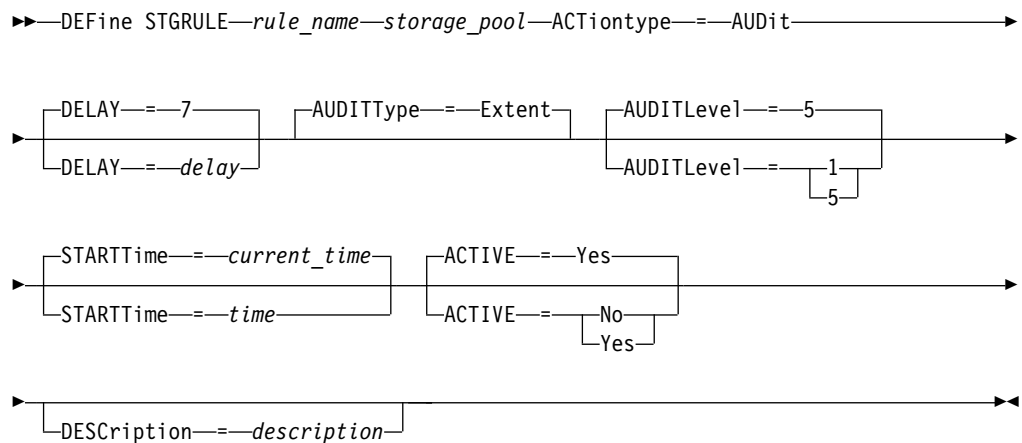 DEFine STGRULE rule_name storage_pool ACTiontype = AUDit
DELAY = 7 AUDITType = Extent AUDITLevel = 5
DELAY = delay AUDITLevel = 1
5
STARTTime = current_time ACTIVE = Yes
STARTTime = time ACTIVE = No
Yes
DESCription = description